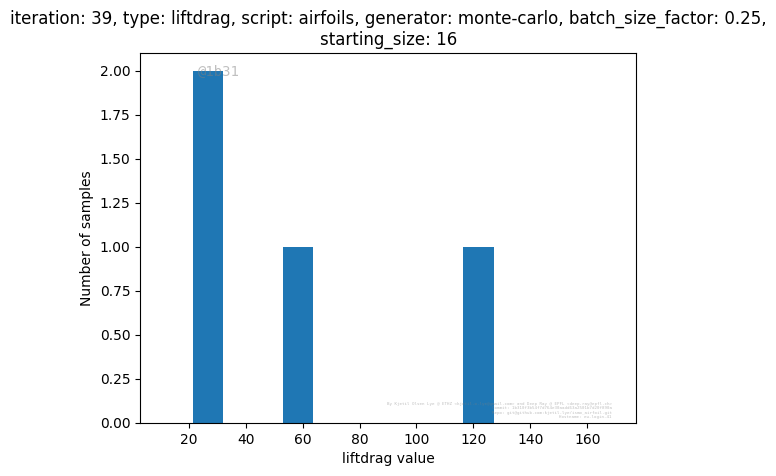 iteration: 39, type: liftdrag, script: airfoils, generator: monte-carlo, batch_size_factor: 0.25,
starting_size: 16
@1b31
2.00
1.75
1.50
1.25
1.00
0.75
0.50
0.25
0.00
Number of samples
20 40 60 80 100 120 140 160
liftdrag value